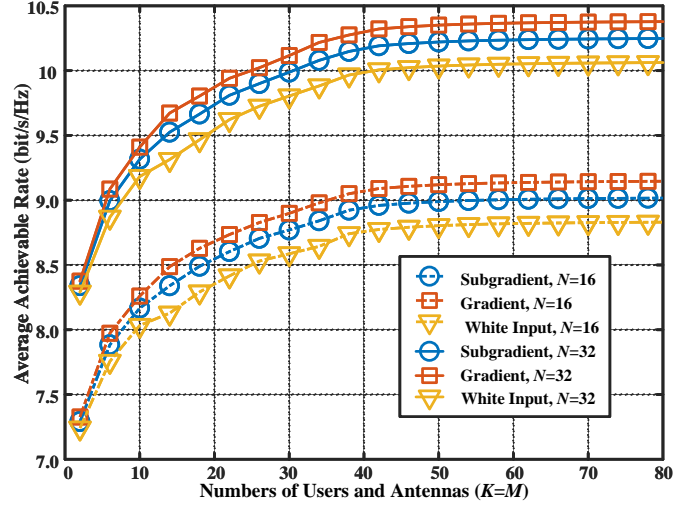 Average Achievable Rate (bit/s/Hz)
10.5
10
9.5
9.0
8.5
8.0
7.5
7.0
0
10
20
30
40
50
60
70
80
Numbers of Users and Antennas (K=M)
Subgradient, N=16
Gradient, N=16
White Input, N=16
Subgradient, N=32
Gradient, N=32
White Input, N=32